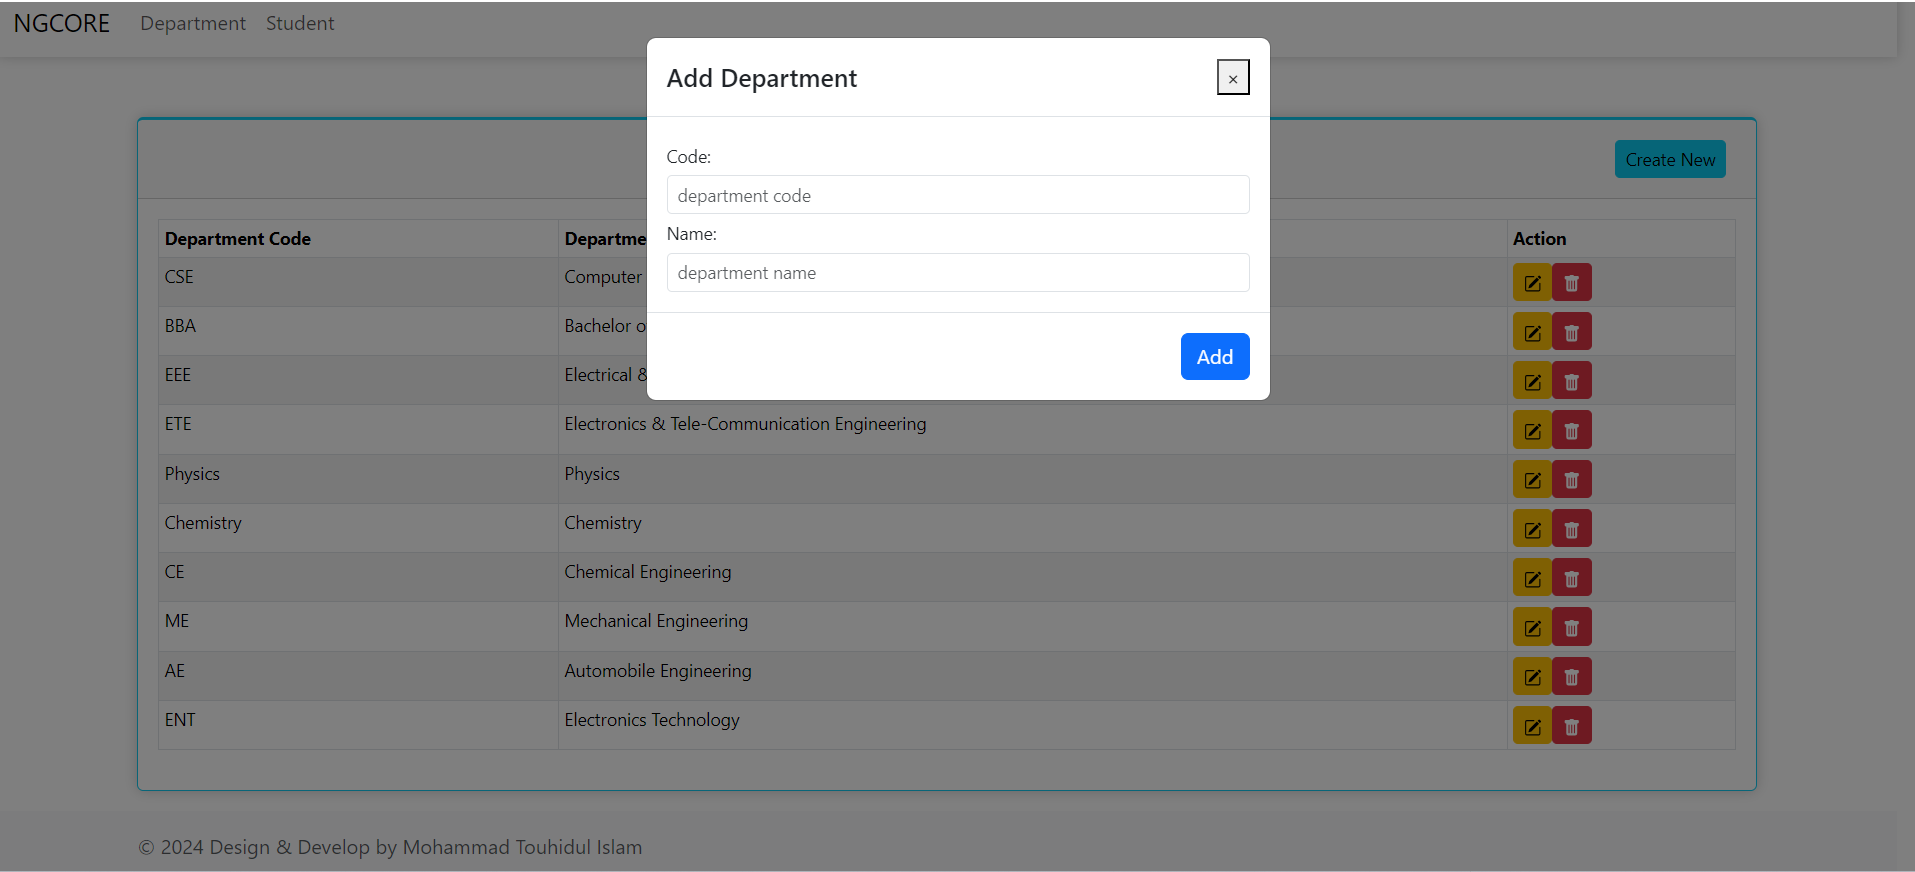 NGCORE Department Student
Add Department ×
Create New
Code:
department code
Name:
department name
Add
Department Code Action
CSE Computer
BBA Bachelor
EEE Electrical &
ETE Electronics & Tele-Communication Engineering
Physics Physics
Chemistry Chemistry
CE Chemical Engineering
ME Mechanical Engineering
AE Automobile Engineering
ENT Electronics Technology
© 2024 Design & Develop by Mohammad Touhidul Islam